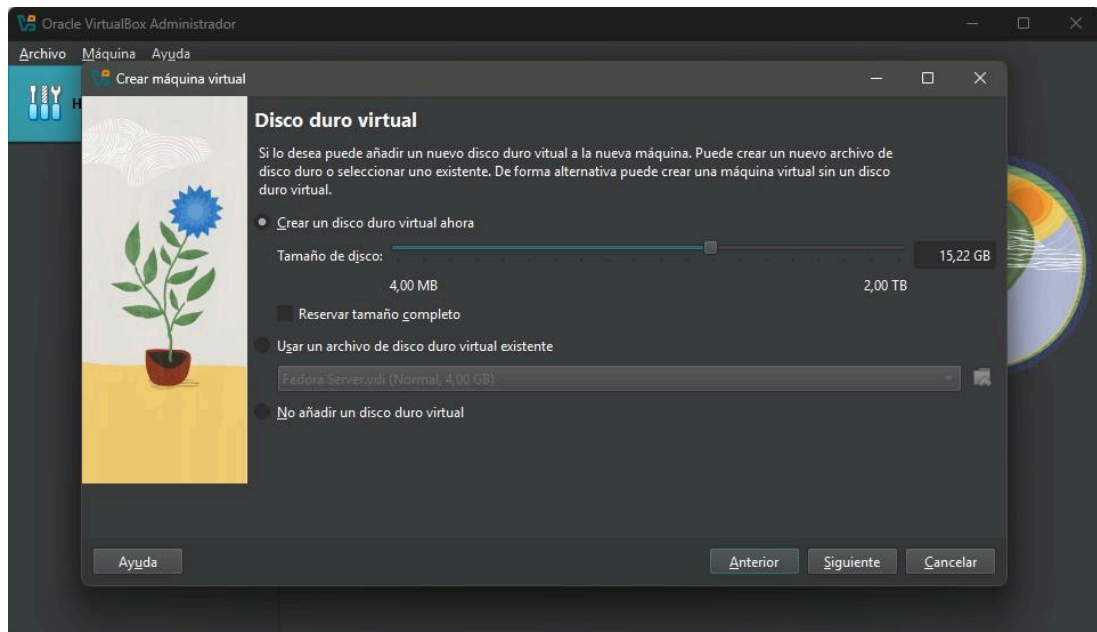 Oracle VirtualBox Administrador
Archivo Máquina Ayuda
H
Crear máquina virtual
Disco duro virtual
Si lo desea puede añadir un nuevo disco duro vitual a la nueva máquina. Puede crear un nuevo archivo de
disco duro o seleccionar uno existente. De forma alternativa puede crear una máquina virtual sin un disco
duro virtual.
Crear un disco duro virtual ahora
Tamaño de disco:
15,22 GB
4,00 MB 2,00 TB
Reservar tamaño completo
Usar un archivo de disco duro virtual existente
Fedora Server.vdi (Normal, 4,00 GB)
No añadir un disco duro virtual
Ayuda Anterior Siguiente Cancelar